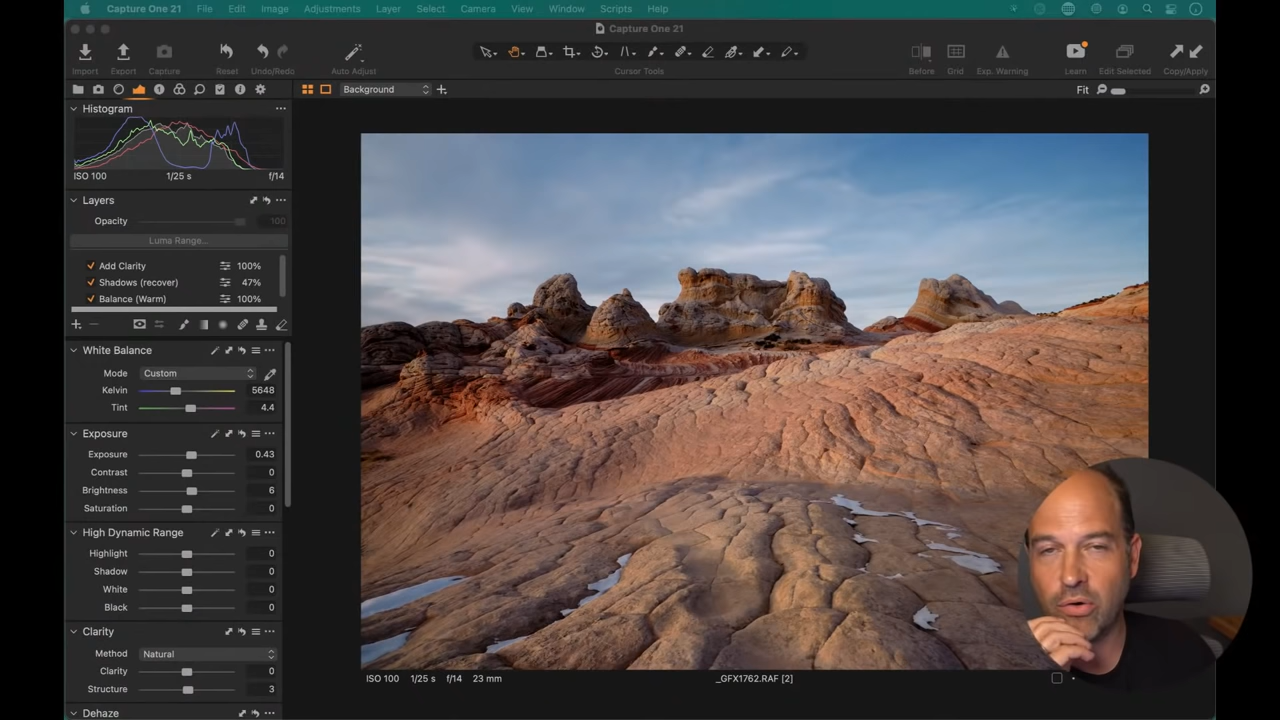 Capture One 21 File Edit Image Adjustments Layer Select Camera View Window Scripts Help
Capture One 21
Import Export Capture Reset Undo/Redo Auto Adjust Cursor Tools Before Grid Exp. Warning Learn Edit Selected Copy/Apply
Background Fit
Histogram
ISO 100 1/25 s f/14
Layers
Opacity 100
Luma Range...
Add Clarity 100%
Shadows (recover) 47%
Balance (Warm) 100%
White Balance
Mode Custom
Kelvin 5648
Tint 4.4
Exposure
Exposure 0.43
Contrast 0
Brightness 6
Saturation 0
High Dynamic Range
Highlight 0
Shadow 0
White 0
Black 0
Clarity
Method Natural
Clarity 0
Structure 3
Dehaze
ISO 100 1/25 s f/14 23 mm _GFX1762.RAF [2]